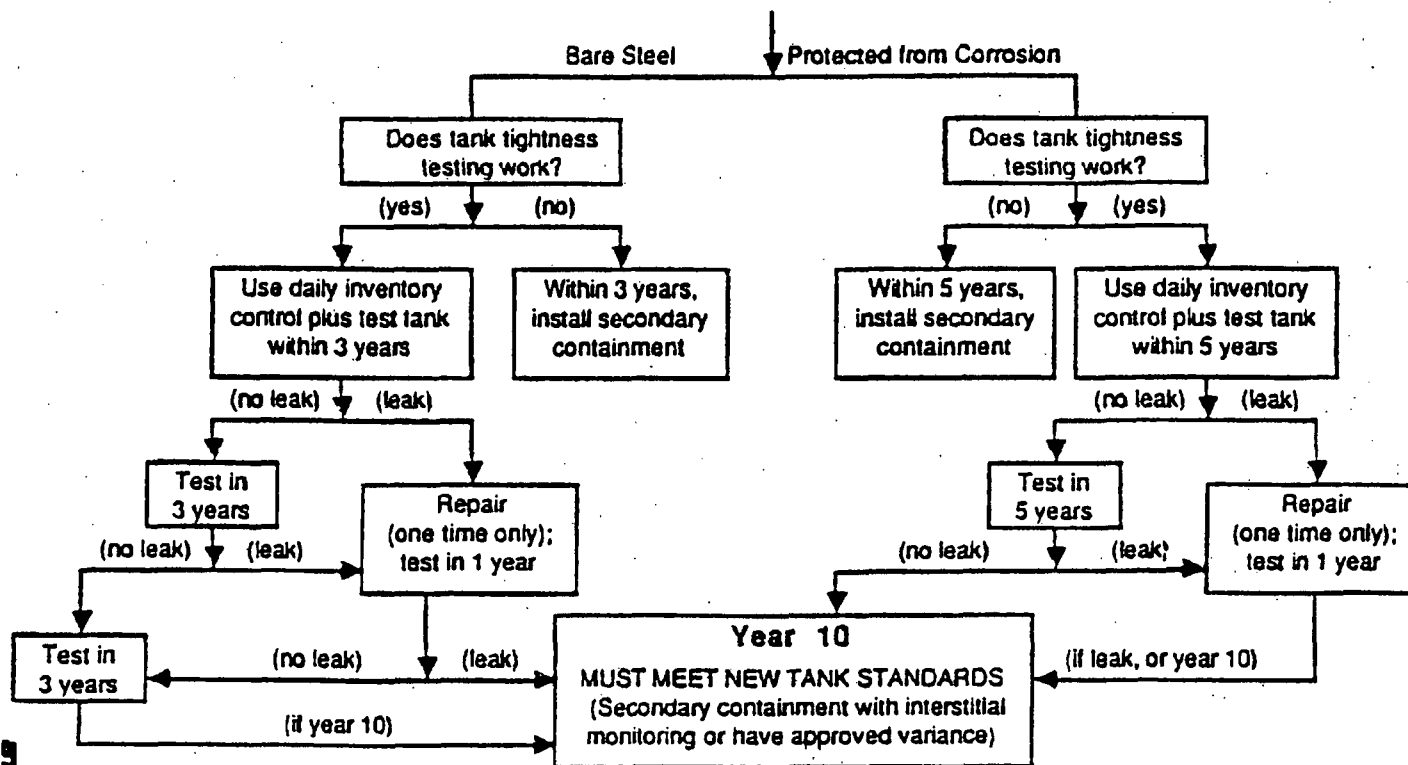 Bare Steel
Protected from Corrosion
Does tank tightness
testing work?
Does tank tightness
testing work?
(yes)
(no)
(no)
(yes)
Use daily inventory
control plus test tank
within 3 years
Within 3 years,
install secondary
containment
Within 5 years,
install secondary
containment
Use daily inventory
control plus test tank
within 5 years
(no leak)
(leak)
(no leak)
(leak)
Test in
3 years
Repair
(one time only);
test in 1 year
Test in
5 years
Repair
(one time only);
test in 1 year
(no leak)
(leak)
(no leak)
(leak)
Test in
3 years
(no leak)
(leak)
Year 10
MUST MEET NEW TANK STANDARDS
(Secondary containment with interstitial
monitoring or have approved variance)
(if leak, or year 10)
(if year 10)